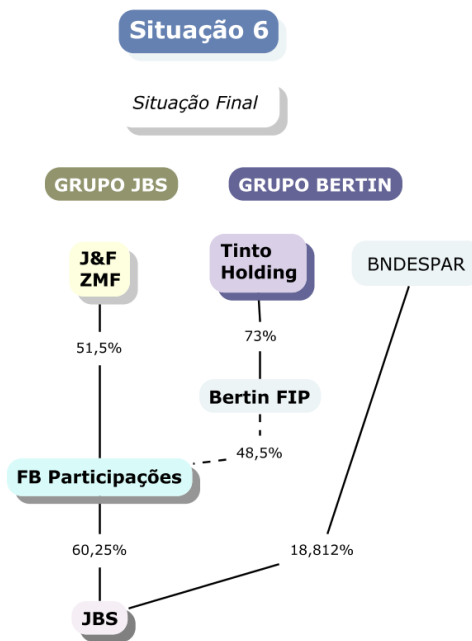 Situação 6
Situação Final
GRUPO JBS
GRUPO BERTIN
J&F
ZMF
Tinto
Holding
BNDESPAR
51,5%
73%
Bertin FIP
48,5%
FB Participações
60,25%
18,812%
JBS